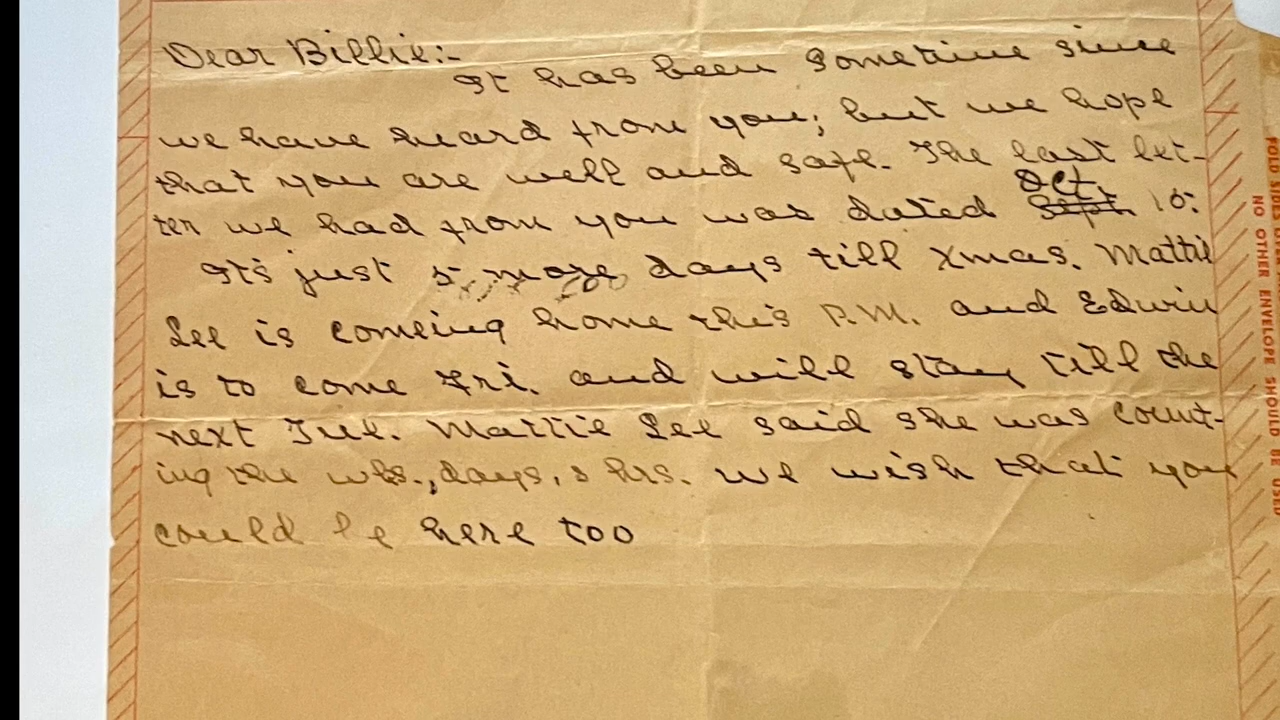 Dear Billie:-
It has been sometime since
we have heard from you; but we hope
that you are well and safe. The last let-
ter we had from you was dated Oct. Sept. 10.
It's just 5 more days till Xmas. Mattie
Lee is comeing home this P.M. and Edwin
is to come Fri. and will stay till the
next Tue. Mattie Lee said she was count-
ing the wks., days, & hrs. We wish that you
could be here too
NO OTHER ENVELOPE SHOULD BE USED
FOLD SIDES